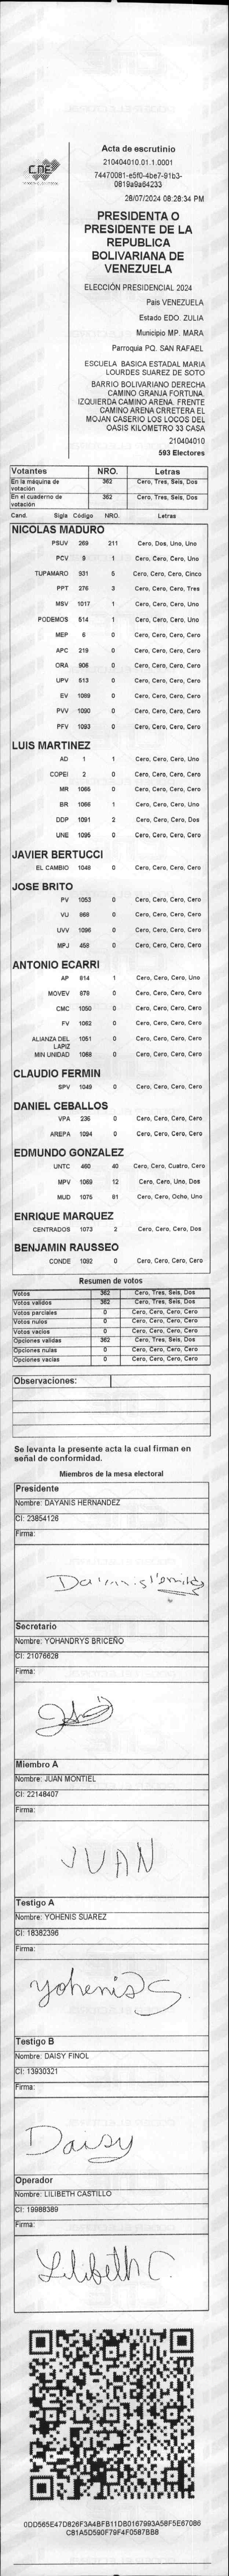 CNE
Acta de escrutinio
210404010.01.1.0001
74470081-e5f0-4be7-91b3-
0819a9a64233
28/07/2024 08:28:34 PM
PRESIDENTA O
PRESIDENTE DE LA
REPUBLICA
BOLIVARIANA DE
VENEZUELA
ELECCIÓN PRESIDENCIAL 2024
País VENEZUELA
Estado EDO. ZULIA
Municipio MP. MARA
Parroquia PQ. SAN RAFAEL
ESCUELA BASICA ESTADAL MARIA
LOURDES SUAREZ DE SOTO
BARRIO BOLIVARIANO DERECHA
CAMINO GRANJA FORTUNA.
IZQUIERDA CAMINO ARENA. FRENTE
CAMINO ARENA CRRETERA EL
MOJAN CASERIO LOS LOCOS DEL
OASIS KILOMETRO 33 CASA
210404010
593 Electores
Votantes NRO. Letras
En la máquina de votación 362 Cero, Tres, Seis, Dos
En el cuaderno de votación 362 Cero, Tres, Seis, Dos
Cand. Sigla Código NRO. Letras
NICOLAS MADURO
PSUV 269 211 Cero, Dos, Uno, Uno
PCV 9 1 Cero, Cero, Cero, Uno
TUPAMARO 931 5 Cero, Cero, Cero, Cinco
PPT 276 3 Cero, Cero, Cero, Tres
MSV 1017 1 Cero, Cero, Cero, Uno
PODEMOS 514 1 Cero, Cero, Cero, Uno
MEP 6 0 Cero, Cero, Cero, Cero
APC 219 0 Cero, Cero, Cero, Cero
ORA 906 0 Cero, Cero, Cero, Cero
UPV 513 0 Cero, Cero, Cero, Cero
EV 1089 0 Cero, Cero, Cero, Cero
PVV 1090 0 Cero, Cero, Cero, Cero
PFV 1093 0 Cero, Cero, Cero, Cero
LUIS MARTINEZ
AD 1 1 Cero, Cero, Cero, Uno
COPEI 2 0 Cero, Cero, Cero, Cero
MR 1065 0 Cero, Cero, Cero, Cero
BR 1066 1 Cero, Cero, Cero, Uno
DDP 1091 2 Cero, Cero, Cero, Dos
UNE 1095 0 Cero, Cero, Cero, Cero
JAVIER BERTUCCI
EL CAMBIO 1048 0 Cero, Cero, Cero, Cero
JOSE BRITO
PV 1053 0 Cero, Cero, Cero, Cero
VU 968 0 Cero, Cero, Cero, Cero
UVV 1096 0 Cero, Cero, Cero, Cero
MPJ 458 0 Cero, Cero, Cero, Cero
ANTONIO ECARRI
AP 814 1 Cero, Cero, Cero, Uno
MOVEV 979 0 Cero, Cero, Cero, Cero
CMC 1050 0 Cero, Cero, Cero, Cero
FV 1062 0 Cero, Cero, Cero, Cero
ALIANZA DEL LAPIZ 1051 0 Cero, Cero, Cero, Cero
MIN UNIDAD 1068 0 Cero, Cero, Cero, Cero
CLAUDIO FERMIN
SPV 1049 0 Cero, Cero, Cero, Cero
DANIEL CEBALLOS
VPA 236 0 Cero, Cero, Cero, Cero
AREPA 1094 0 Cero, Cero, Cero, Cero
EDMUNDO GONZALEZ
UNTC 460 40 Cero, Cero, Cuatro, Cero
MPV 1069 12 Cero, Cero, Uno, Dos
MUD 1075 81 Cero, Cero, Ocho, Uno
ENRIQUE MARQUEZ
CENTRADOS 1073 2 Cero, Cero, Cero, Dos
BENJAMIN RAUSSEO
CONDE 1092 0 Cero, Cero, Cero, Cero
Resumen de votos
Votos 362 Cero, Tres, Seis, Dos
Votos validos 362 Cero, Tres, Seis, Dos
Votos parciales 0 Cero, Cero, Cero, Cero
Votos nulos 0 Cero, Cero, Cero, Cero
Votos vacios 0 Cero, Cero, Cero, Cero
Opciones validas 362 Cero, Tres, Seis, Dos
Opciones nulas 0 Cero, Cero, Cero, Cero
Opciones vacias 0 Cero, Cero, Cero, Cero
Observaciones:
Se levanta la presente acta la cual firman en
señal de conformidad.
Miembros de la mesa electoral
Presidente
Nombre: DAYANIS HERNANDEZ
CI: 23854126
Firma:
Secretario
Nombre: YOHANDRYS BRICEÑO
CI: 21076628
Firma:
Miembro A
Nombre: JUAN MONTIEL
CI: 22148407
Firma:
JUAN
Testigo A
Nombre: YOHENIS SUAREZ
CI: 18382396
Firma:
yohenis S.
Testigo B
Nombre: DAISY FINOL
CI: 13930321
Firma:
Daisy
Operador
Nombre: LILIBETH CASTILLO
CI: 19988389
Firma:
Lilibeth C.
0DD565E47D826F3A4BFB11DB0167993A58F5E67086
C81A5D590F79F4F0587BB8